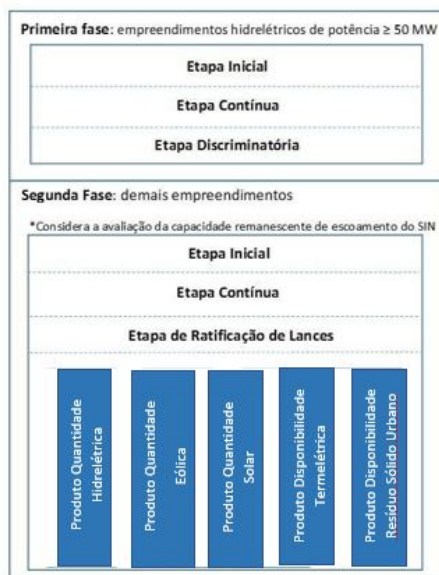 Primeira fase: empreendimentos hidrelétricos de potência ≥ 50 MW
Etapa Inicial
Etapa Contínua
Etapa Discriminatória
Segunda Fase: demais empreendimentos
*Considera a avaliação da capacidade remanescente de escoamento do SIN
Etapa Inicial
Etapa Contínua
Etapa de Ratificação de Lances
Produto Quantidade
Hidrelétrica
Produto Quantidade
Eólica
Produto Quantidade
Solar
Produto Disponibilidade
Termelétrica
Produto Disponibilidade
Resíduo Sólido Urbano